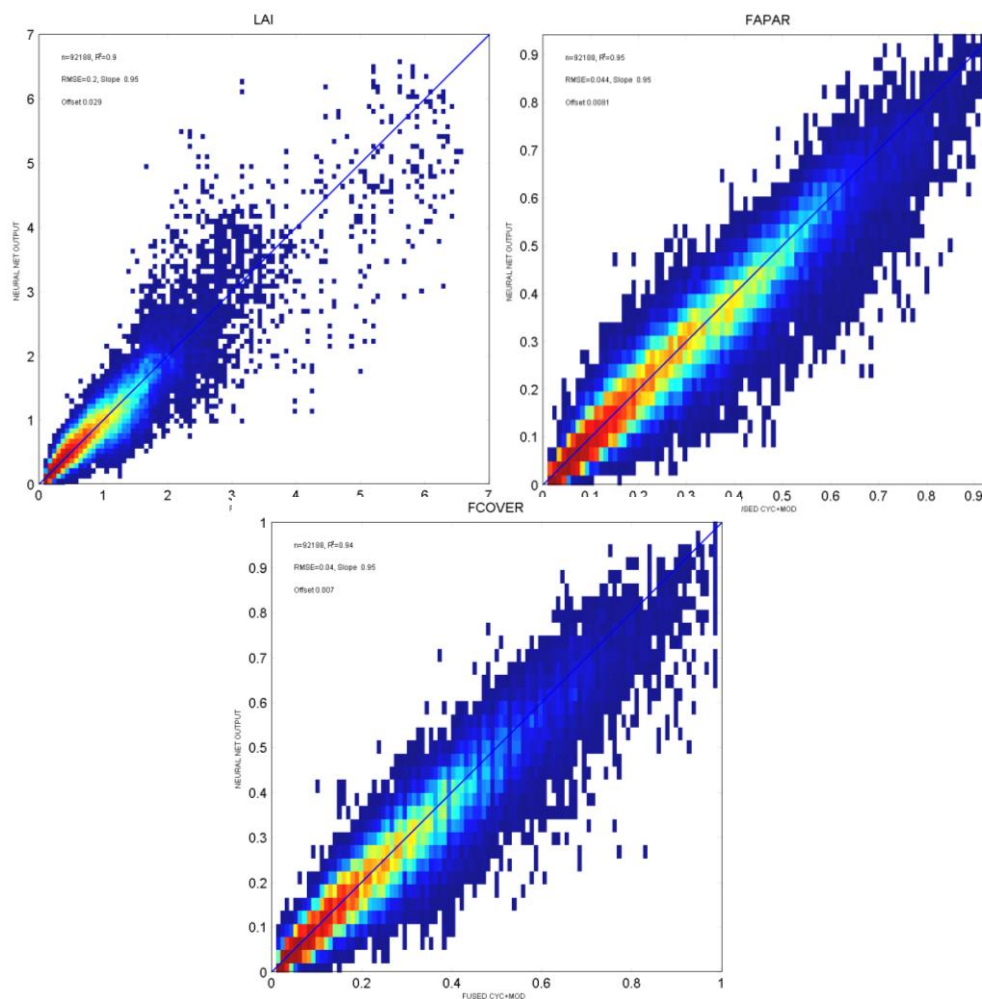 LAI
n=92188, R²=0.9
RMSE=0.2, Slope 0.95
Offset 0.029
NEURAL NET OUTPUT
7
6
5
4
3
2
1
0
0 1 2 3 4 5 6 7
FAPAR
n=92188, R²=0.95
RMSE=0.044, Slope 0.95
Offset 0.0081
NEURAL NET OUTPUT
0.9
0.8
0.7
0.6
0.5
0.4
0.3
0.2
0.1
0
0 0.1 0.2 0.3 0.4 0.5 0.6 0.7 0.8 0.9
ISED CYC+MOD
FCOVER
n=92188, R²=0.94
RMSE=0.04, Slope 0.95
Offset 0.007
NEURAL NET OUTPUT
1
0.9
0.8
0.7
0.6
0.5
0.4
0.3
0.2
0.1
0
0 0.2 0.4 0.6 0.8 1
FUSED CYC+MOD